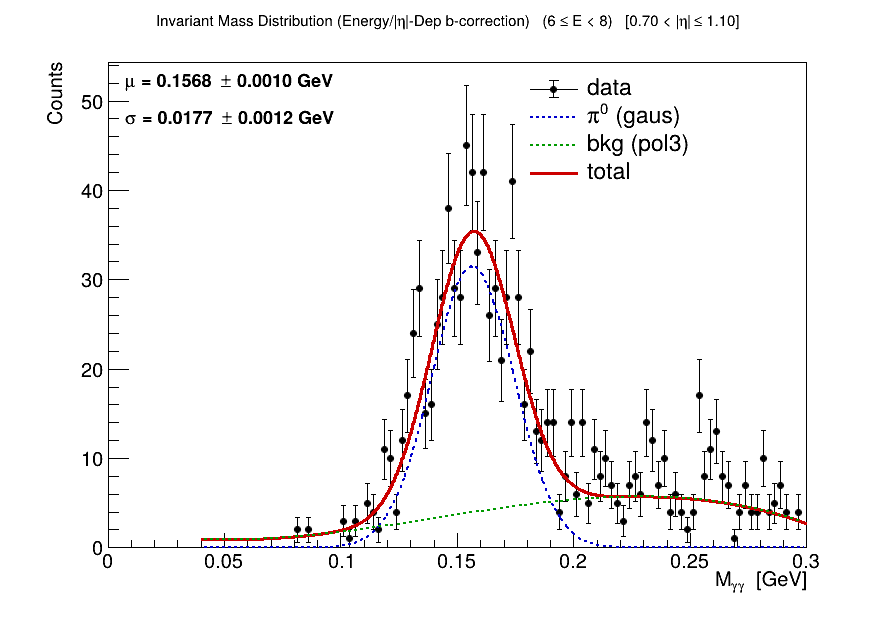 Invariant Mass Distribution (Energy/|η|-Dep b-correction) (6 ≤ E < 8) [0.70 < |η| ≤ 1.10]
μ = 0.1568 ± 0.0010 GeV
σ = 0.0177 ± 0.0012 GeV
data
π⁰ (gaus)
bkg (pol3)
total
Counts
50
40
30
20
10
0
0 0.05 0.1 0.15 0.2 0.25 0.3
M_γγ [GeV]